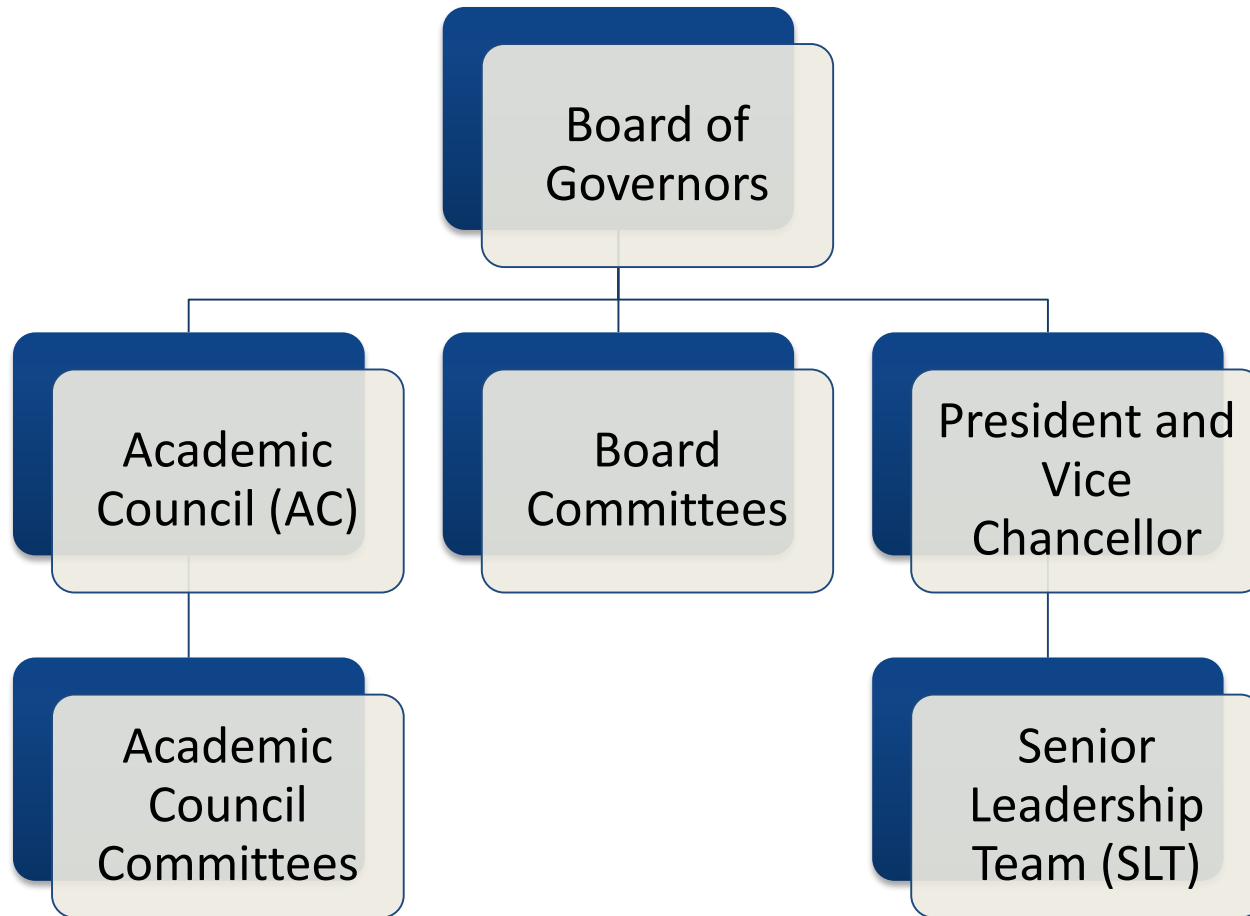 Board of
Governors
Academic
Council (AC)
Board
Committees
President and
Vice
Chancellor
Academic
Council
Committees
Senior
Leadership
Team (SLT)